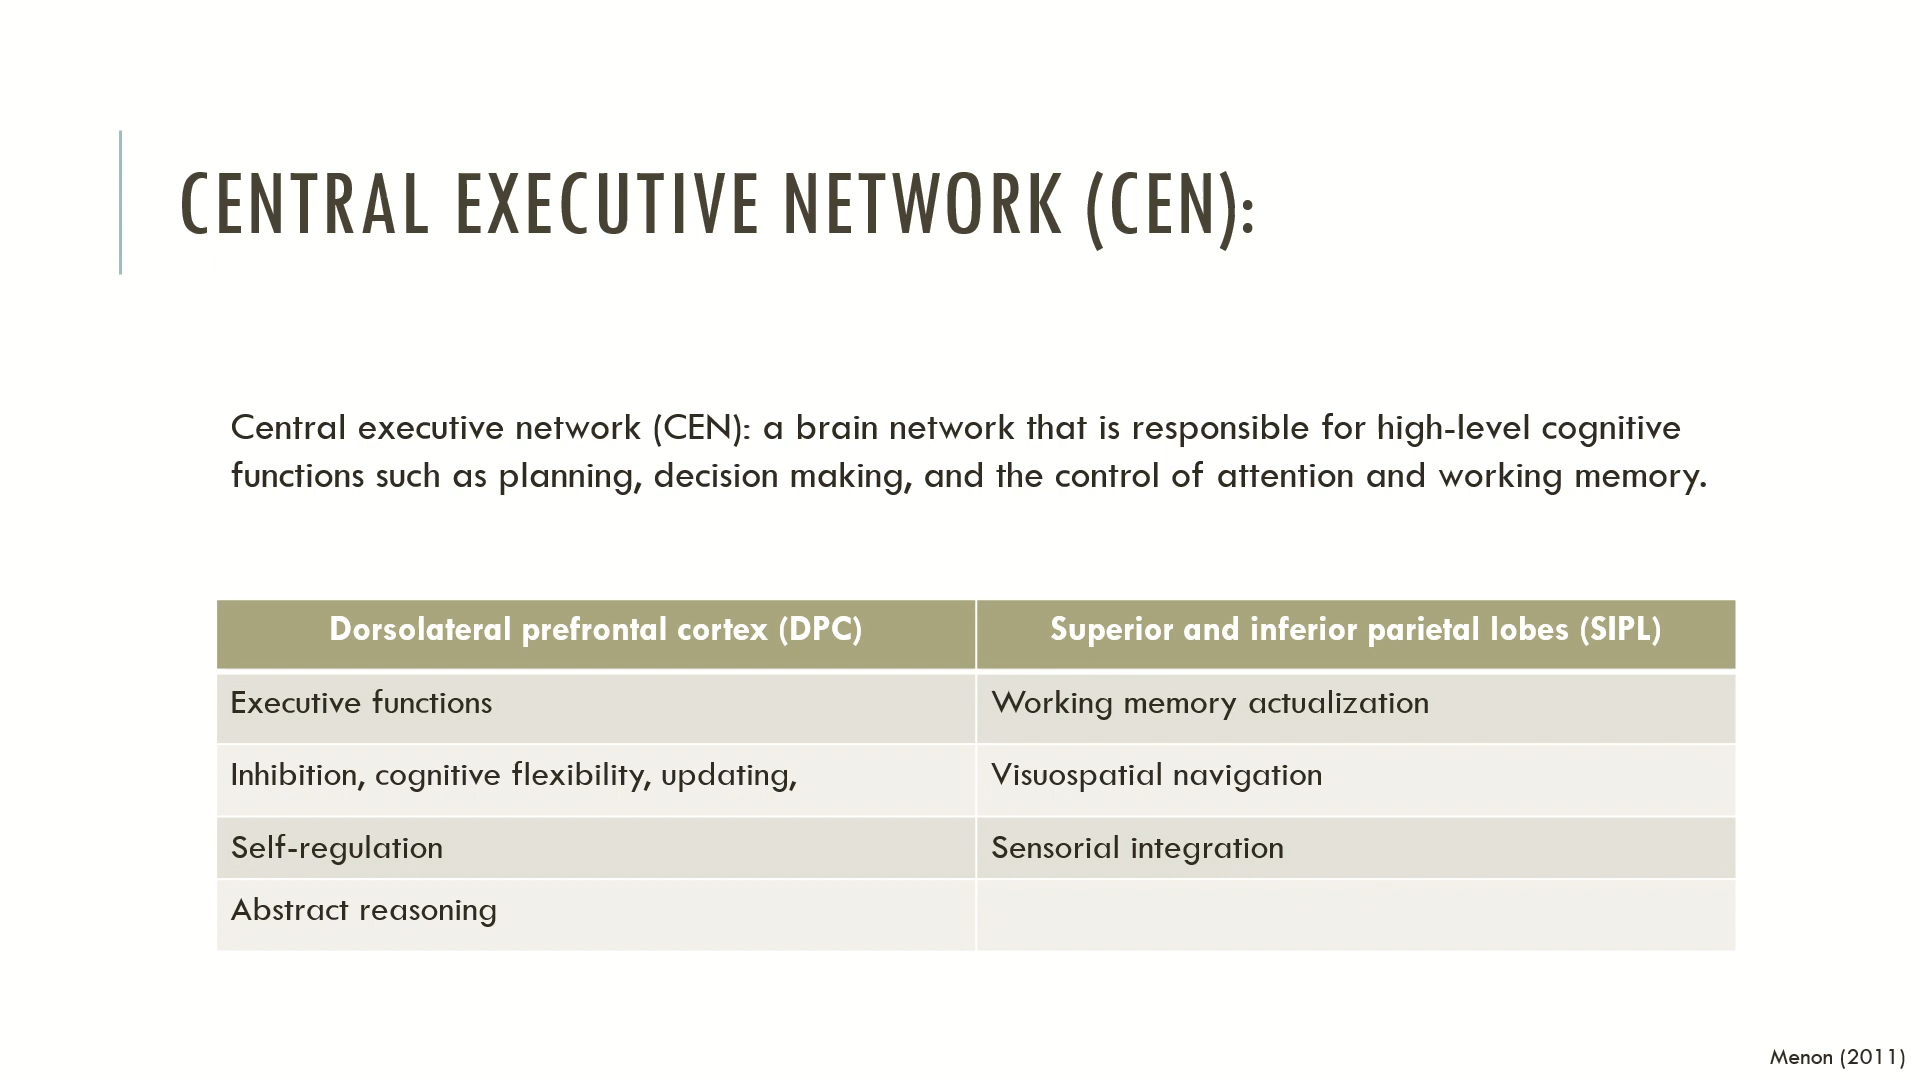 CENTRAL EXECUTIVE NETWORK (CEN):
Central executive network (CEN): a brain network that is responsible for high-level cognitive
functions such as planning, decision making, and the control of attention and working memory.
Dorsolateral prefrontal cortex (DPC)
Superior and inferior parietal lobes (SIPL)
Executive functions
Working memory actualization
Inhibition, cognitive flexibility, updating,
Visuospatial navigation
Self-regulation
Sensorial integration
Abstract reasoning
Menon (2011)